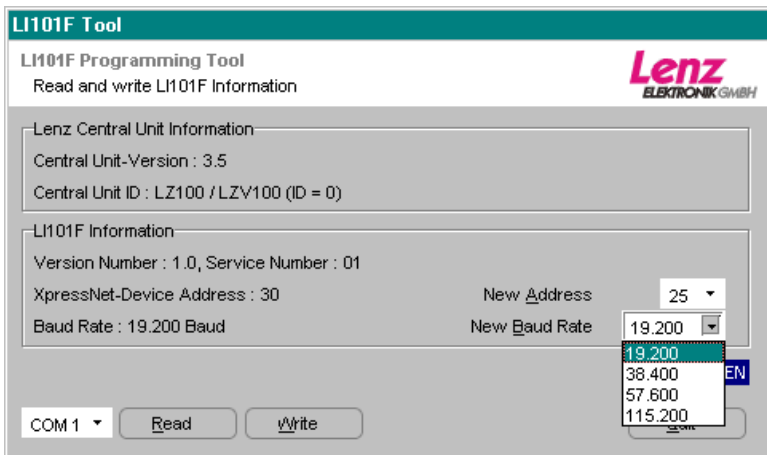 LI101F Tool
LI101F Programming Tool
Read and write LI101F Information
Lenz
ELEKTRONIK GMBH
Lenz Central Unit Information
Central Unit-Version : 3.5
Central Unit ID : LZ100 / LZV100 (ID = 0)
LI101F Information
Version Number : 1.0, Service Number : 01
XpressNet-Device Address : 30 New Address 25
Baud Rate : 19.200 Baud New Baud Rate 19.200
19.200
38.400 EN
57.600
115.200
COM 1 Read Write